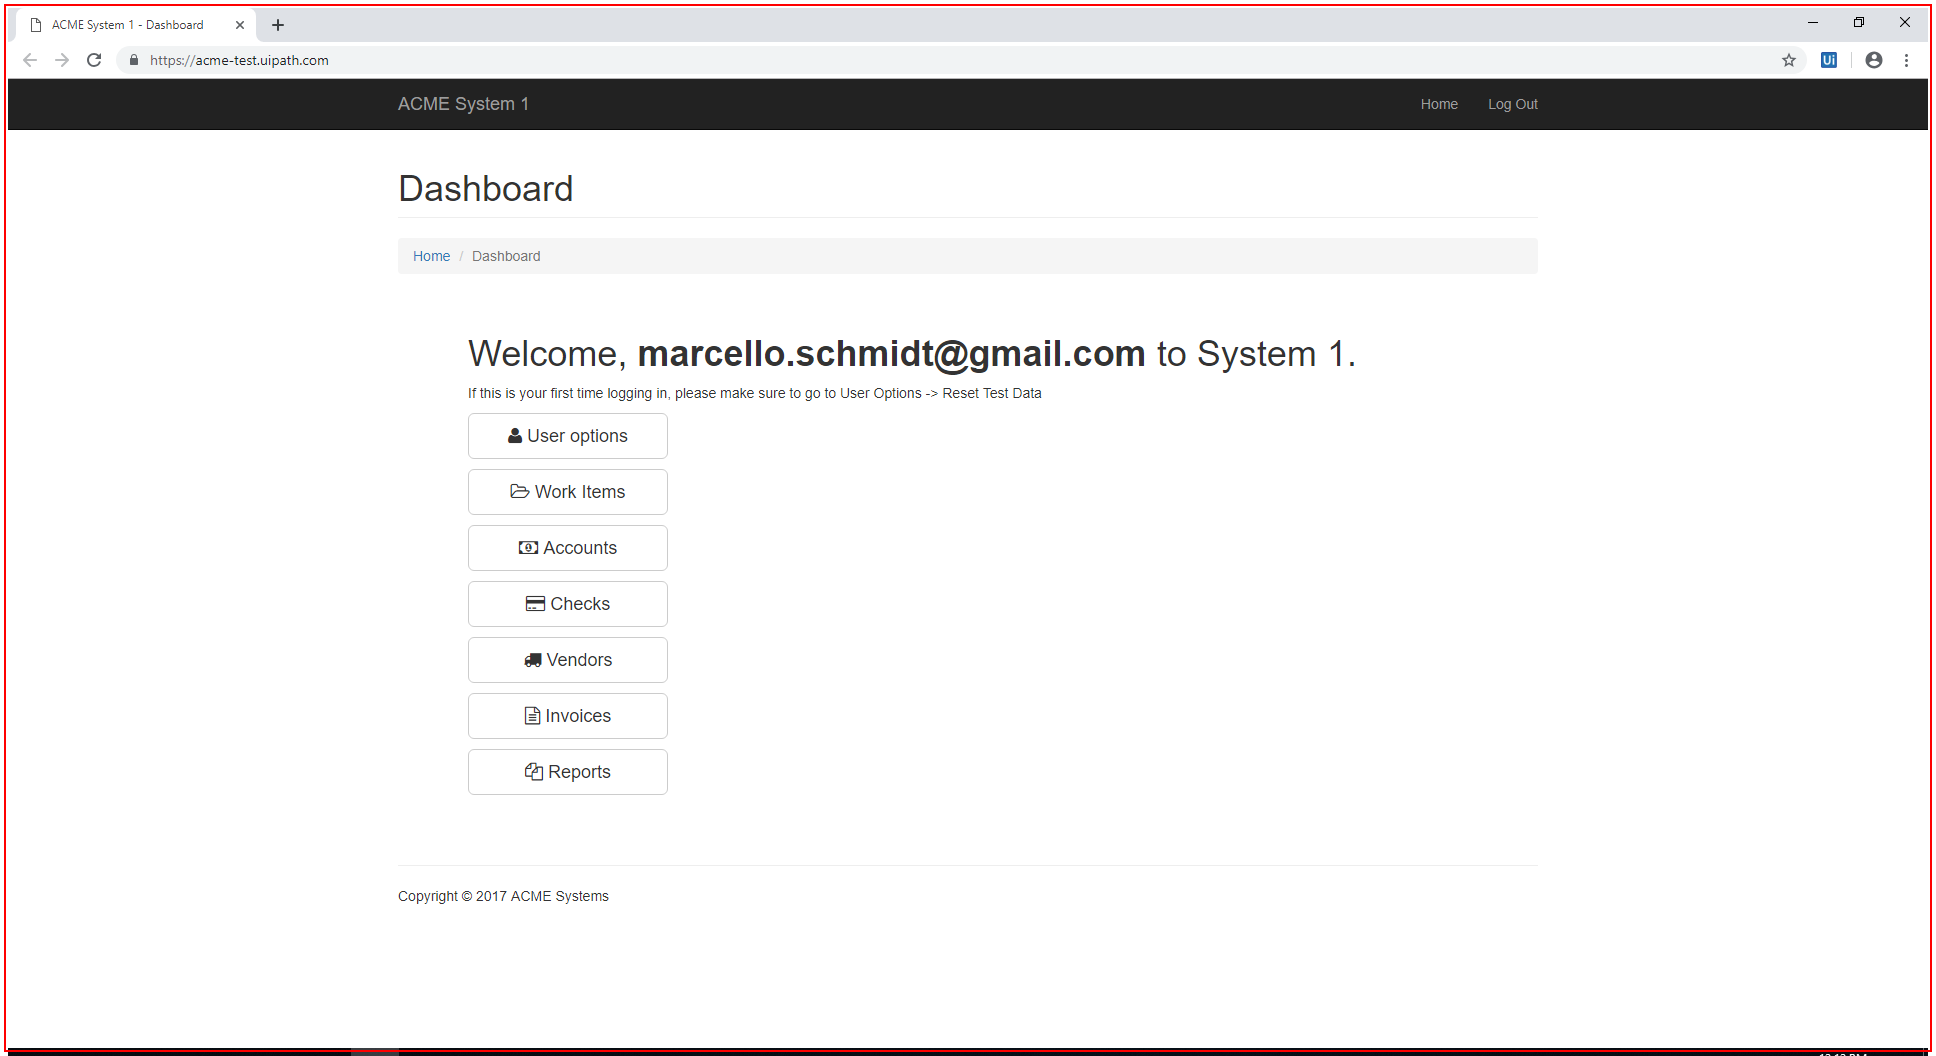 ACME System 1 - Dashboard
https://acme-test.uipath.com
Ui
ACME System 1
Home
Log Out
Dashboard
Home / Dashboard
Welcome, marcello.schmidt@gmail.com to System 1.
If this is your first time logging in, please make sure to go to User Options -> Reset Test Data
User options
Work Items
Accounts
Checks
Vendors
Invoices
Reports
Copyright © 2017 ACME Systems